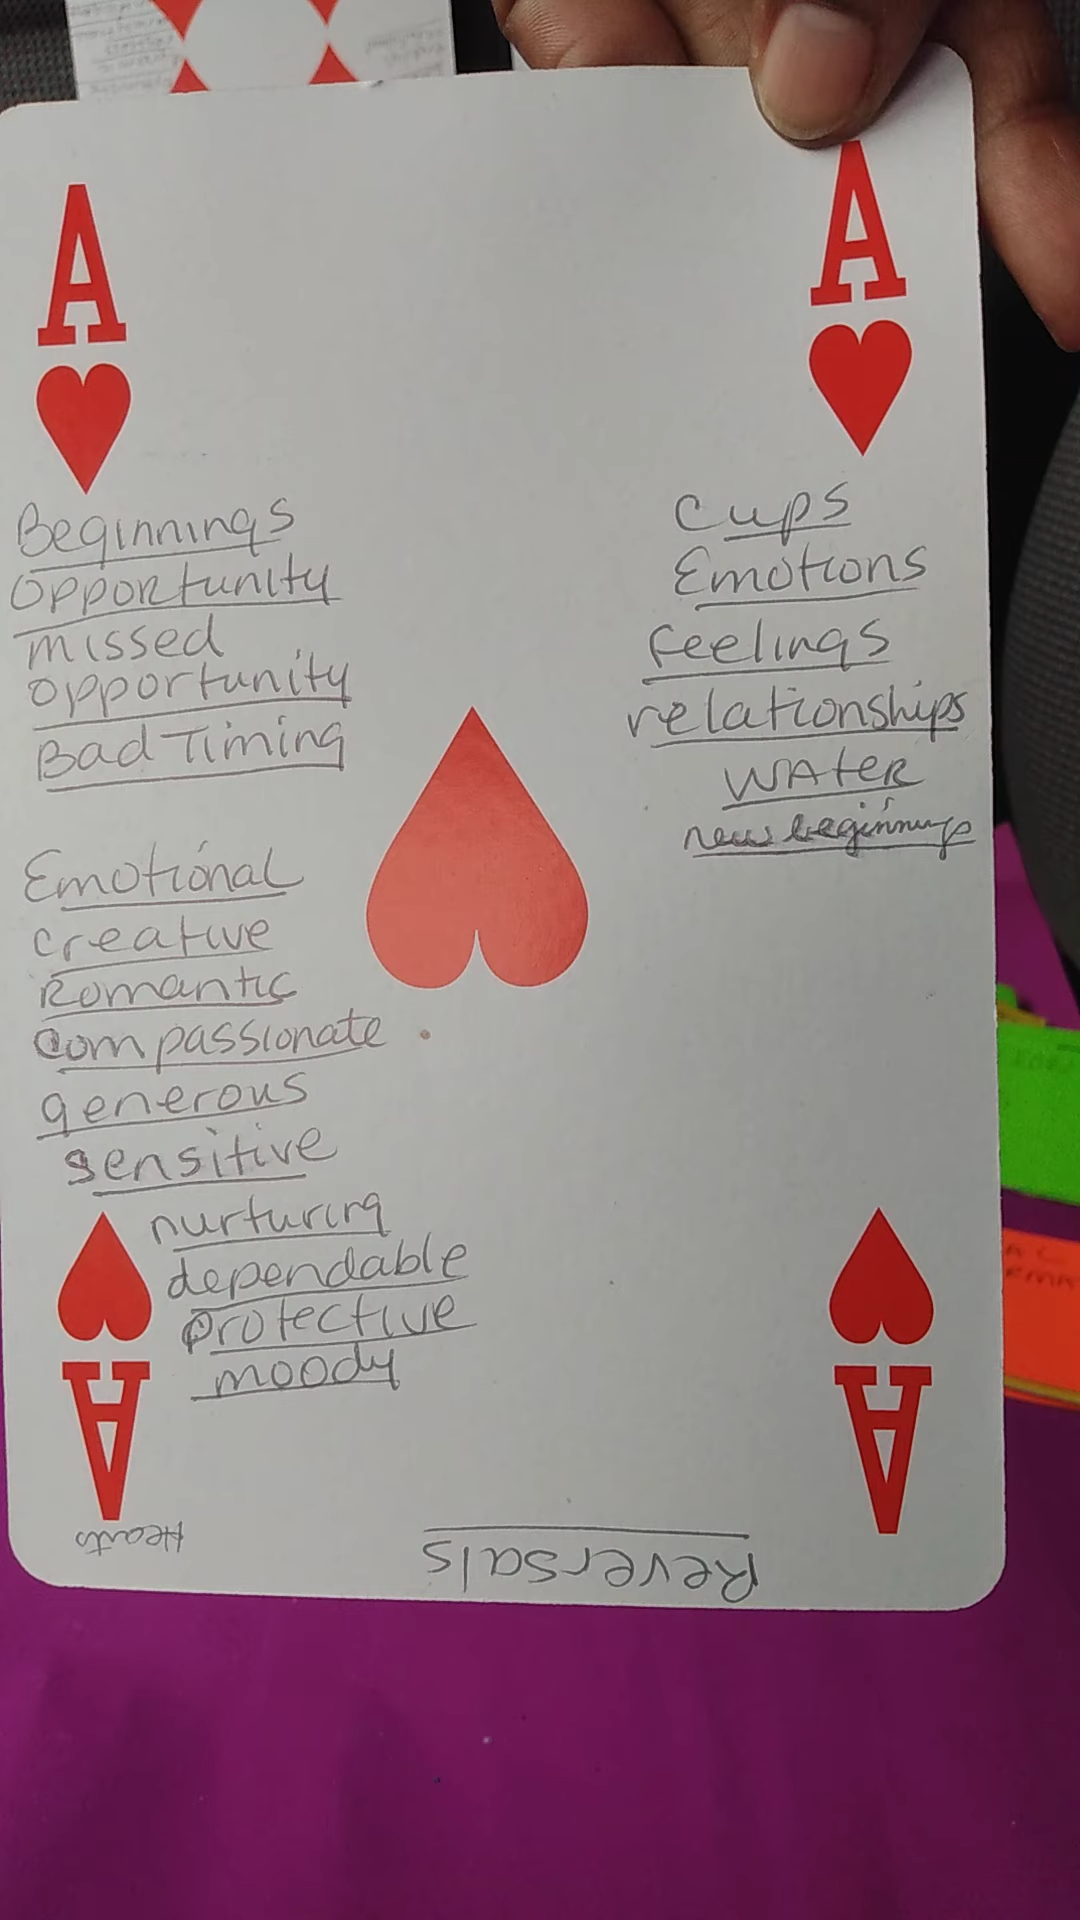 A
A
Beginnings
Opportunity
missed
opportunity
Bad Timing
Cups
Emotions
Feelings
relationships
WAteR
new beginnings
Emotional
creative
Romantic
compassionate
generous
sensitive
nurturing
dependable
protective
moody
A
A
Hearts
Reversals